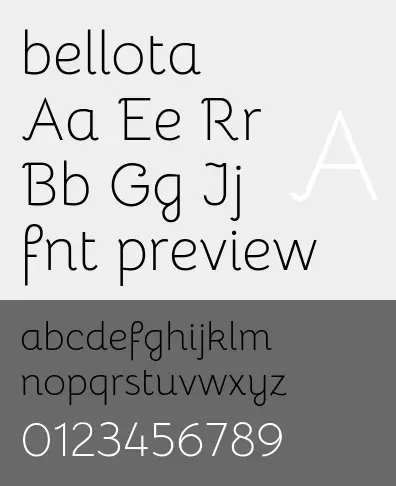 bellota
Aa Ee Rr
A
Bb Gg Jj
fnt preview
abcdefghijklm
nopqrstuvwxyz
0123456789